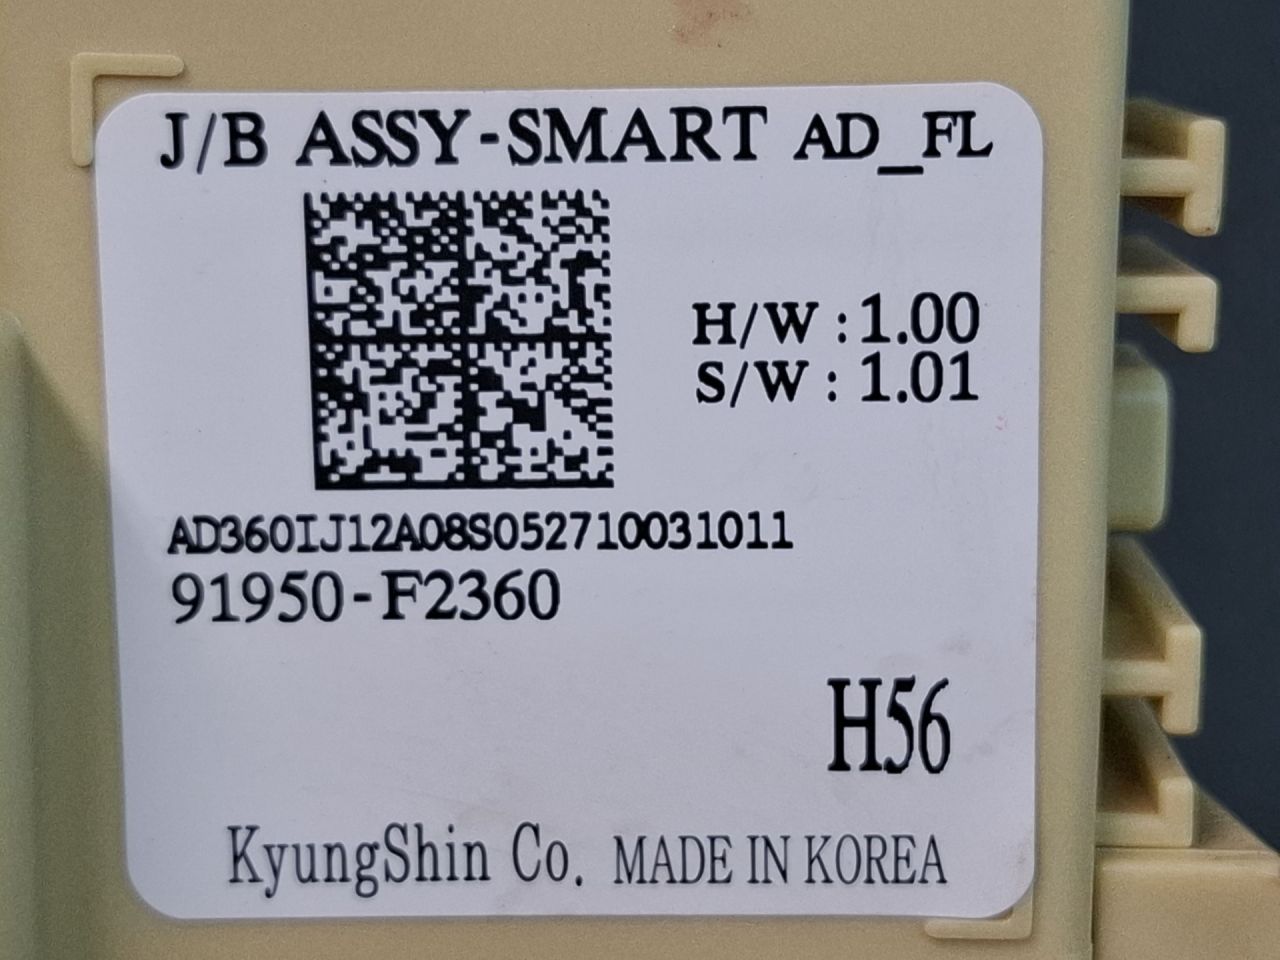 J/B ASSY-SMART AD_FL
H/W : 1.00
S/W : 1.01
AD360IJ12A08S052710031011
91950-F2360
H56
KyungShin Co. MADE IN KOREA